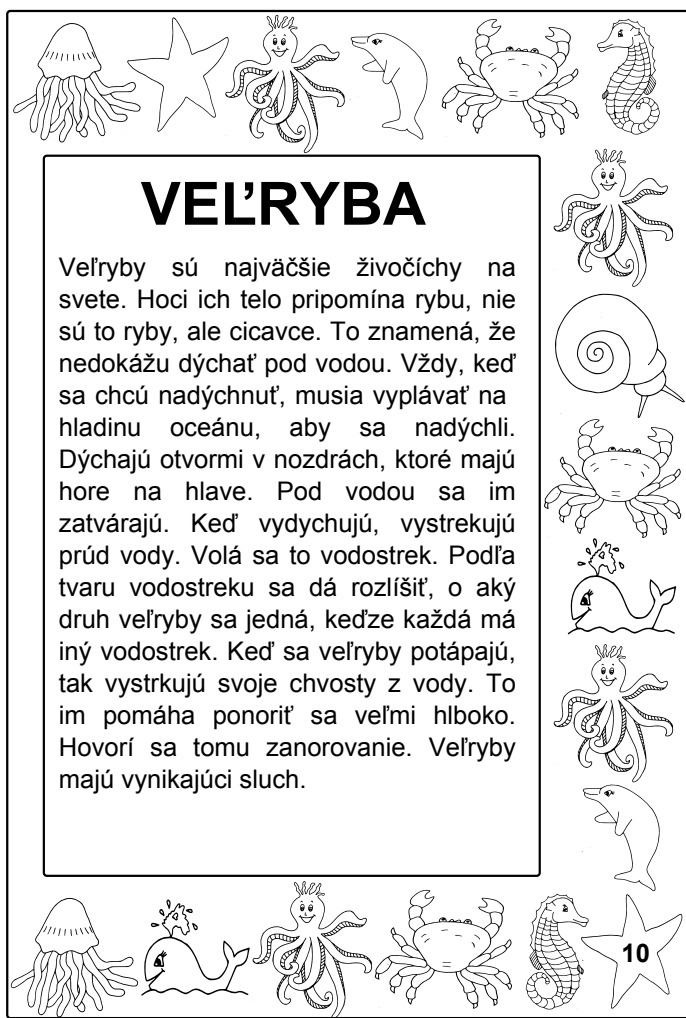 VEĽRYBA
Veľryby sú najväčšie živočíchy na
svete. Hoci ich telo pripomína rybu, nie
sú to ryby, ale cicavce. To znamená, že
nedokážu dýchať pod vodou. Vždy, keď
sa chcú nadýchnuť, musia vyplávať na
hladinu oceánu, aby sa nadýchli.
Dýchajú otvormi v nozdrách, ktoré majú
hore na hlave. Pod vodou sa im
zatvárajú. Keď vydychujú, vystrekujú
prúd vody. Volá sa to vodostrek. Podľa
tvaru vodostreku sa dá rozlíšiť, o aký
druh veľryby sa jedná, keďze každá má
iný vodostrek. Keď sa veľryby potápajú,
tak vystrkujú svoje chvosty z vody. To
im pomáha ponoriť sa veľmi hlboko.
Hovorí sa tomu zanorovanie. Veľryby
majú vynikajúci sluch.
10